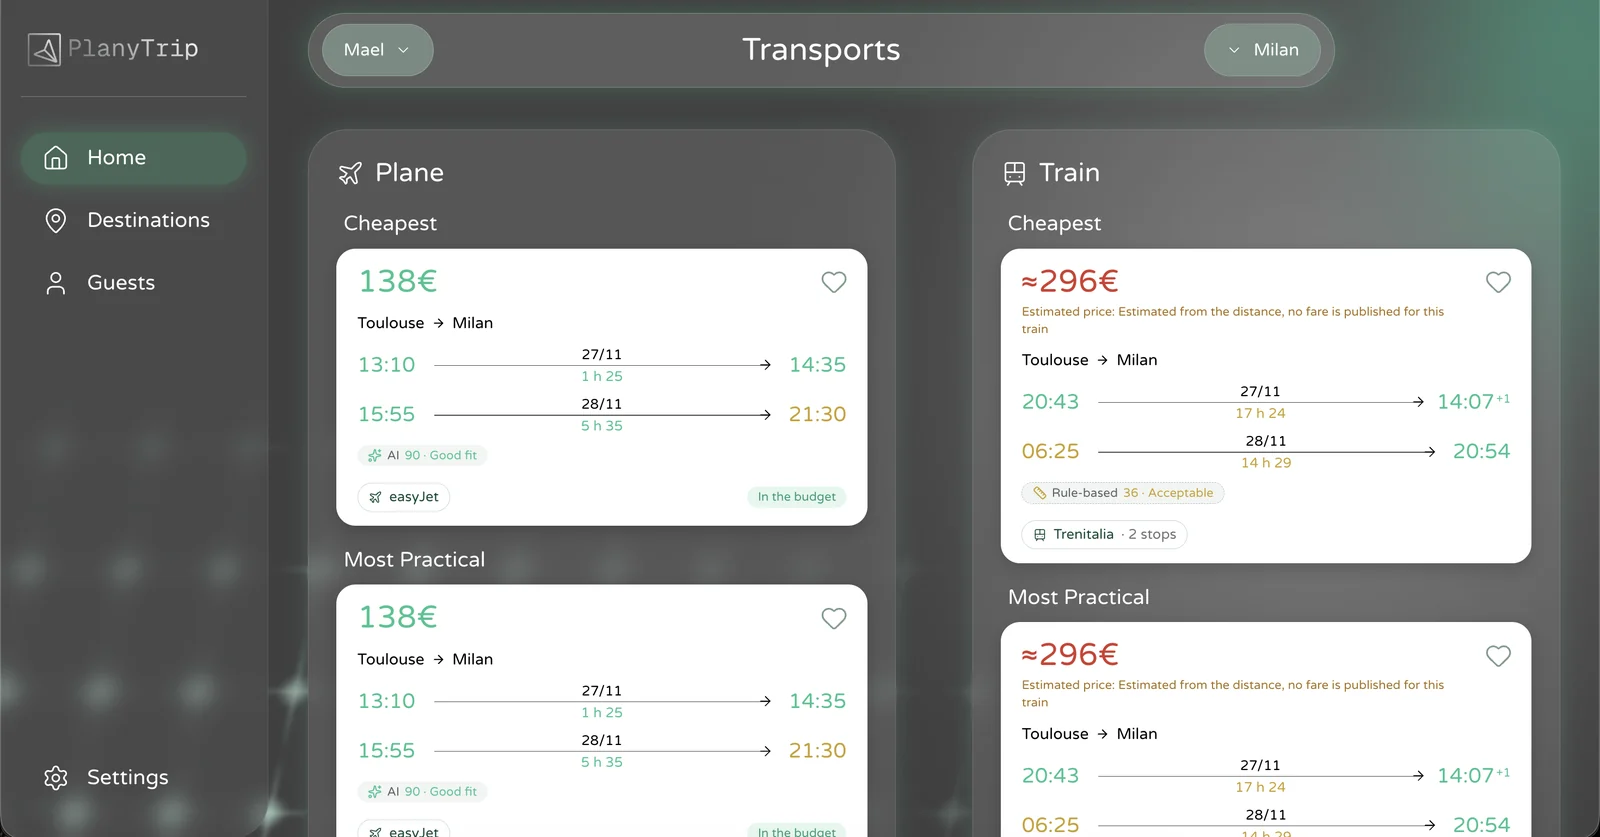 PlanyTrip
Home
Destinations
Guests
Settings
Mael
Transports
Milan
Plane
Cheapest
138€
Toulouse → Milan
13:10 27/11 14:35
1 h 25
15:55 28/11 21:30
5 h 35
AI 90 · Good fit
easyJet In the budget
Most Practical
138€
Toulouse → Milan
13:10 27/11 14:35
1 h 25
15:55 28/11 21:30
5 h 35
AI 90 · Good fit
easyJet In the budget
Train
Cheapest
≈296€
Estimated price: Estimated from the distance, no fare is published for this
train
Toulouse → Milan
20:43 27/11 14:07+1
17 h 24
06:25 28/11 20:54
14 h 29
Rule-based 36 · Acceptable
Trenitalia · 2 stops
Most Practical
≈296€
Estimated price: Estimated from the distance, no fare is published for this
train
Toulouse → Milan
20:43 27/11 14:07+1
17 h 24
06:25 28/11 20:54
14 h 29